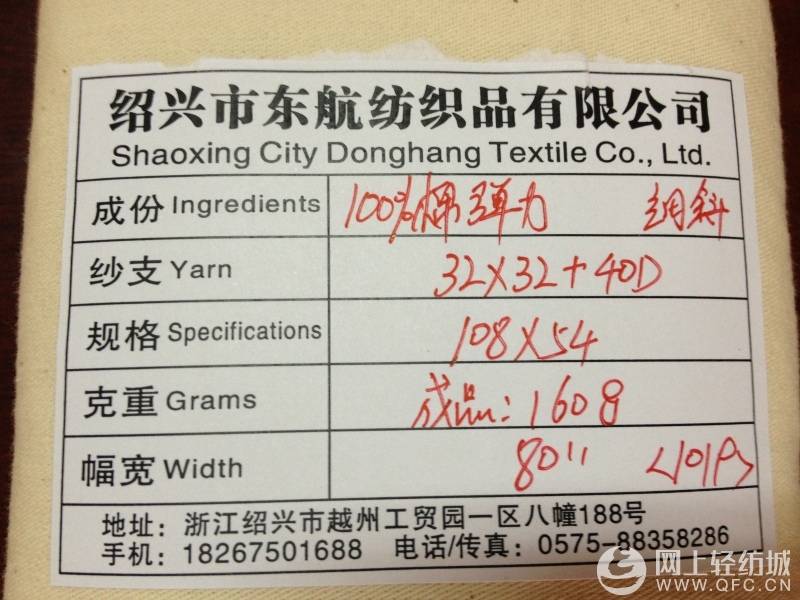 绍兴市东航纺织品有限公司
Shaoxing City Donghang Textile Co., Ltd.
成份 Ingredients 100%棉弹力 细斜
纱支 Yarn 32X32+40D
规格 Specifications 108X54
克重 Grams 成品:160g
幅宽 Width 80"
地址:浙江绍兴市越州工贸园一区八幢188号
手机:18267501688 电话/传真:0575-88358286
网上轻纺城
WWW.QFC.CN